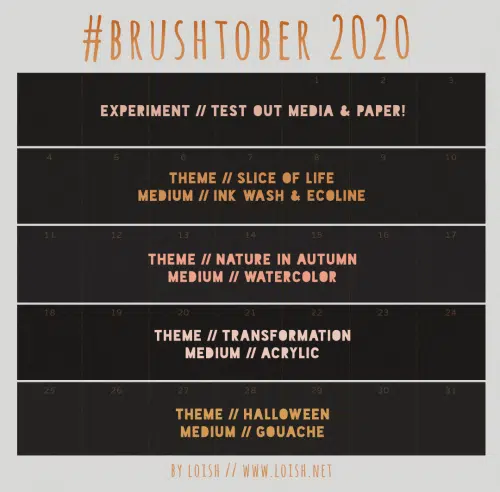 #BRUSHTOBER 2020
1 2 3
EXPERIMENT // TEST OUT MEDIA & PAPER!
4 5 6 7 8 9 10
THEME // SLICE OF LIFE
MEDIUM // INK WASH & ECOLINE
11 12 13 14 15 16 17
THEME // NATURE IN AUTUMN
MEDIUM // WATERCOLOR
18 19 20 21 22 23 24
THEME // TRANSFORMATION
MEDIUM // ACRYLIC
25 26 27 28 29 30 31
THEME // HALLOWEEN
MEDIUM // GOUACHE
BY LOISH // WWW.LOISH.NET